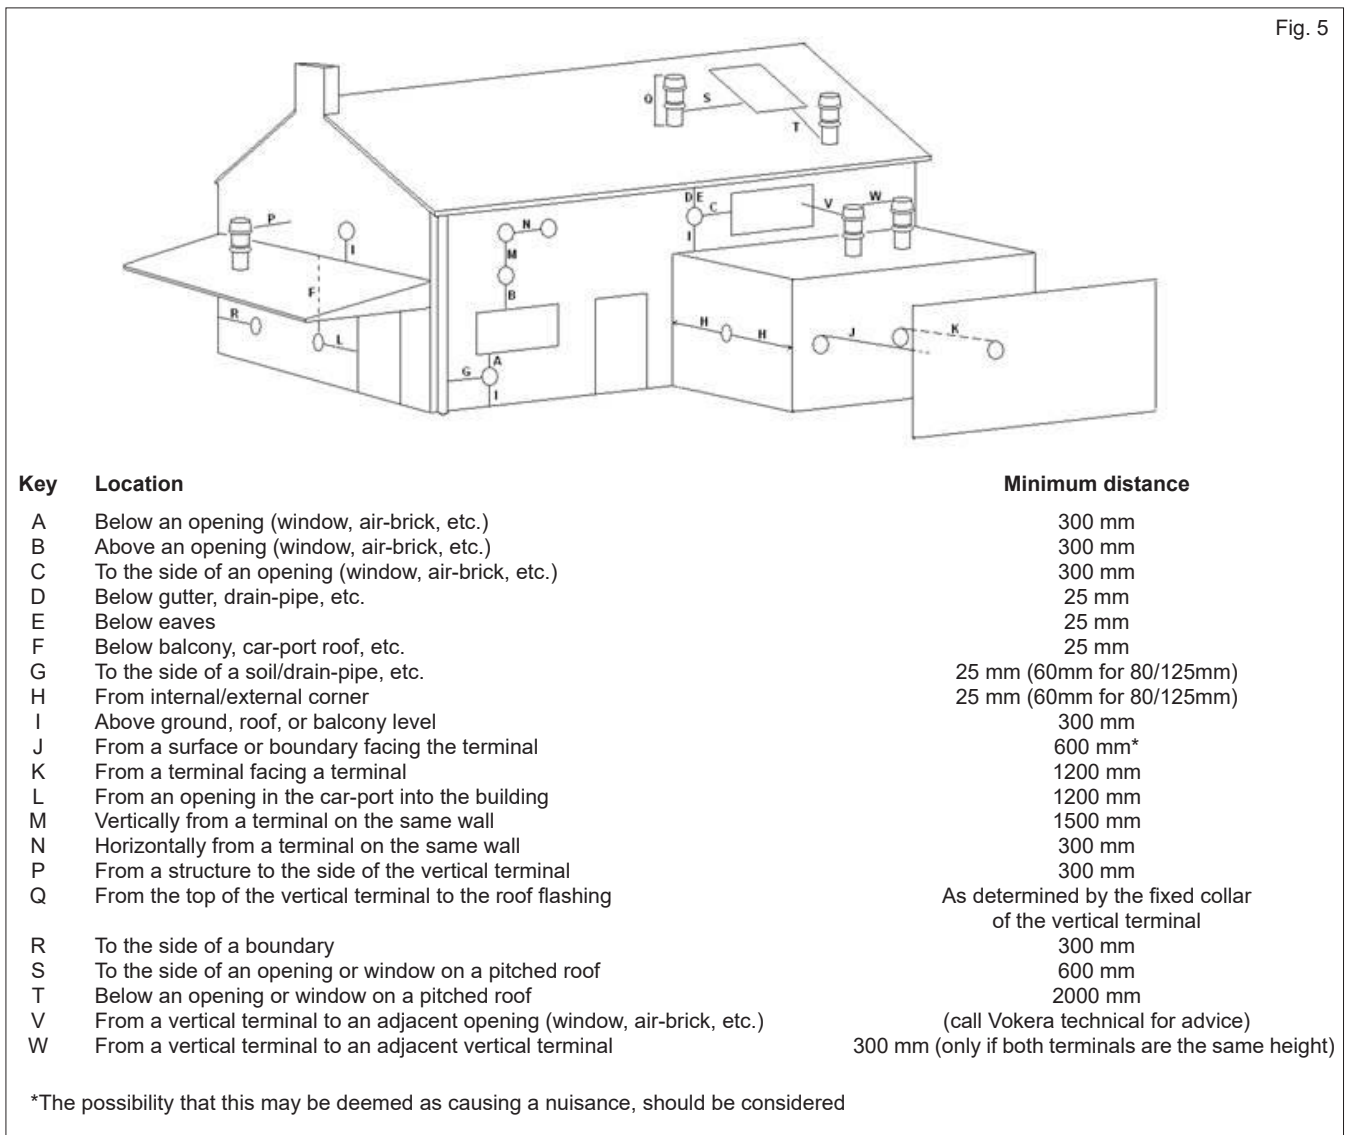 Fig. 5
Q
S
T
P
I
N
M
B
D E
C
I
V
W
F
R
L
H
H
J
K
A
G
I
Key Location Minimum distance
A Below an opening (window, air-brick, etc.) 300 mm
B Above an opening (window, air-brick, etc.) 300 mm
C To the side of an opening (window, air-brick, etc.) 300 mm
D Below gutter, drain-pipe, etc. 25 mm
E Below eaves 25 mm
F Below balcony, car-port roof, etc. 25 mm
G To the side of a soil/drain-pipe, etc. 25 mm (60mm for 80/125mm)
H From internal/external corner 25 mm (60mm for 80/125mm)
I Above ground, roof, or balcony level 300 mm
J From a surface or boundary facing the terminal 600 mm*
K From a terminal facing a terminal 1200 mm
L From an opening in the car-port into the building 1200 mm
M Vertically from a terminal on the same wall 1500 mm
N Horizontally from a terminal on the same wall 300 mm
P From a structure to the side of the vertical terminal 300 mm
Q From the top of the vertical terminal to the roof flashing As determined by the fixed collar
of the vertical terminal
R To the side of a boundary 300 mm
S To the side of an opening or window on a pitched roof 600 mm
T Below an opening or window on a pitched roof 2000 mm
V From a vertical terminal to an adjacent opening (window, air-brick, etc.) (call Vokera technical for advice)
W From a vertical terminal to an adjacent vertical terminal 300 mm (only if both terminals are the same height)
*The possibility that this may be deemed as causing a nuisance, should be considered